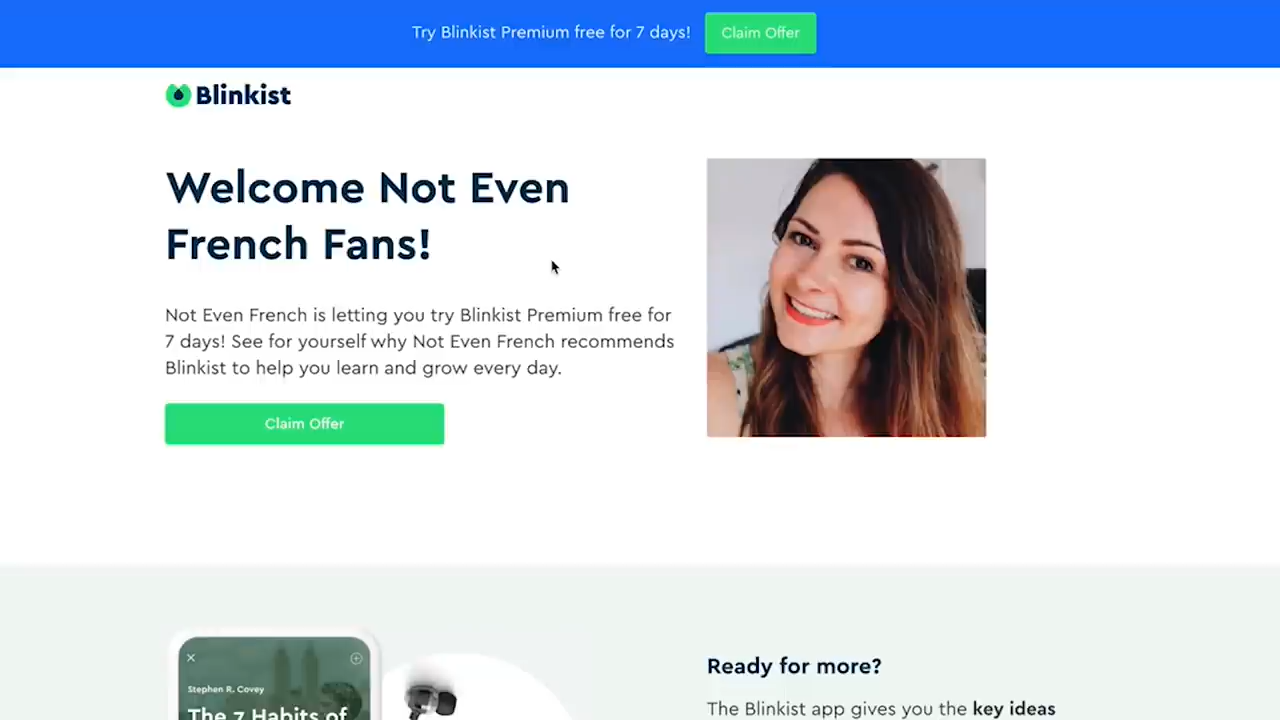 Try Blinkist Premium free for 7 days!
Claim Offer
Blinkist
Welcome Not Even
French Fans!
Not Even French is letting you try Blinkist Premium free for
7 days! See for yourself why Not Even French recommends
Blinkist to help you learn and grow every day.
Claim Offer
Stephen R. Covey
The 7 Habits of
Ready for more?
The Blinkist app gives you the key ideas